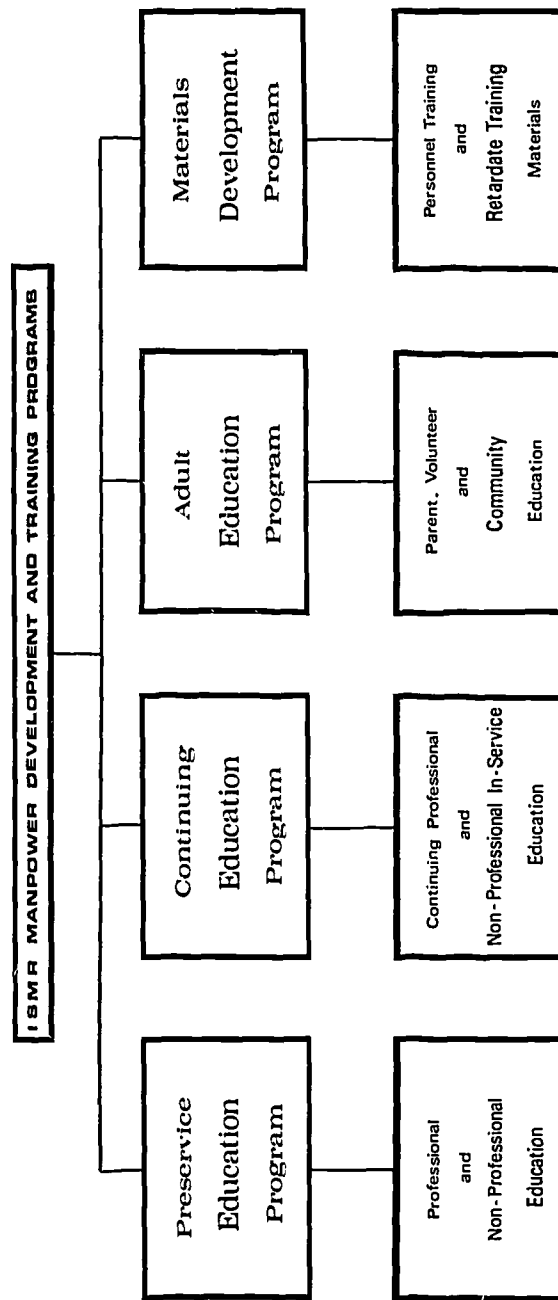 ISMR MANPOWER DEVELOPMENT AND TRAINING PROGRAMS
Preservice
Education
Program
Continuing
Education
Program
Adult
Education
Program
Materials
Development
Program
Professional
and
Non-Professional
Education
Continuing Professional
and
Non-Professional In-Service
Education
Parent, Volunteer
and
Community
Education
Personnel Training
and
Retardate Training
Materials